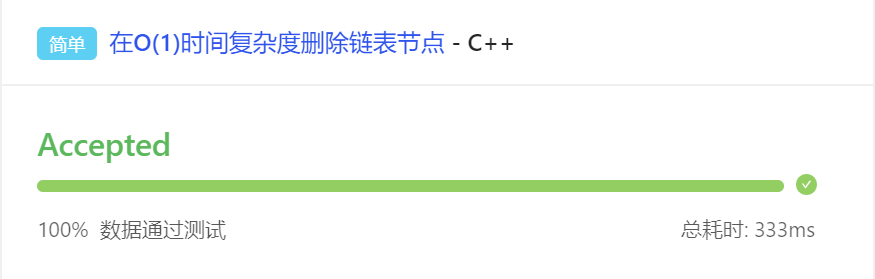 简单 在O(1)时间复杂度删除链表节点 - C++
Accepted
100% 数据通过测试 总耗时: 333ms